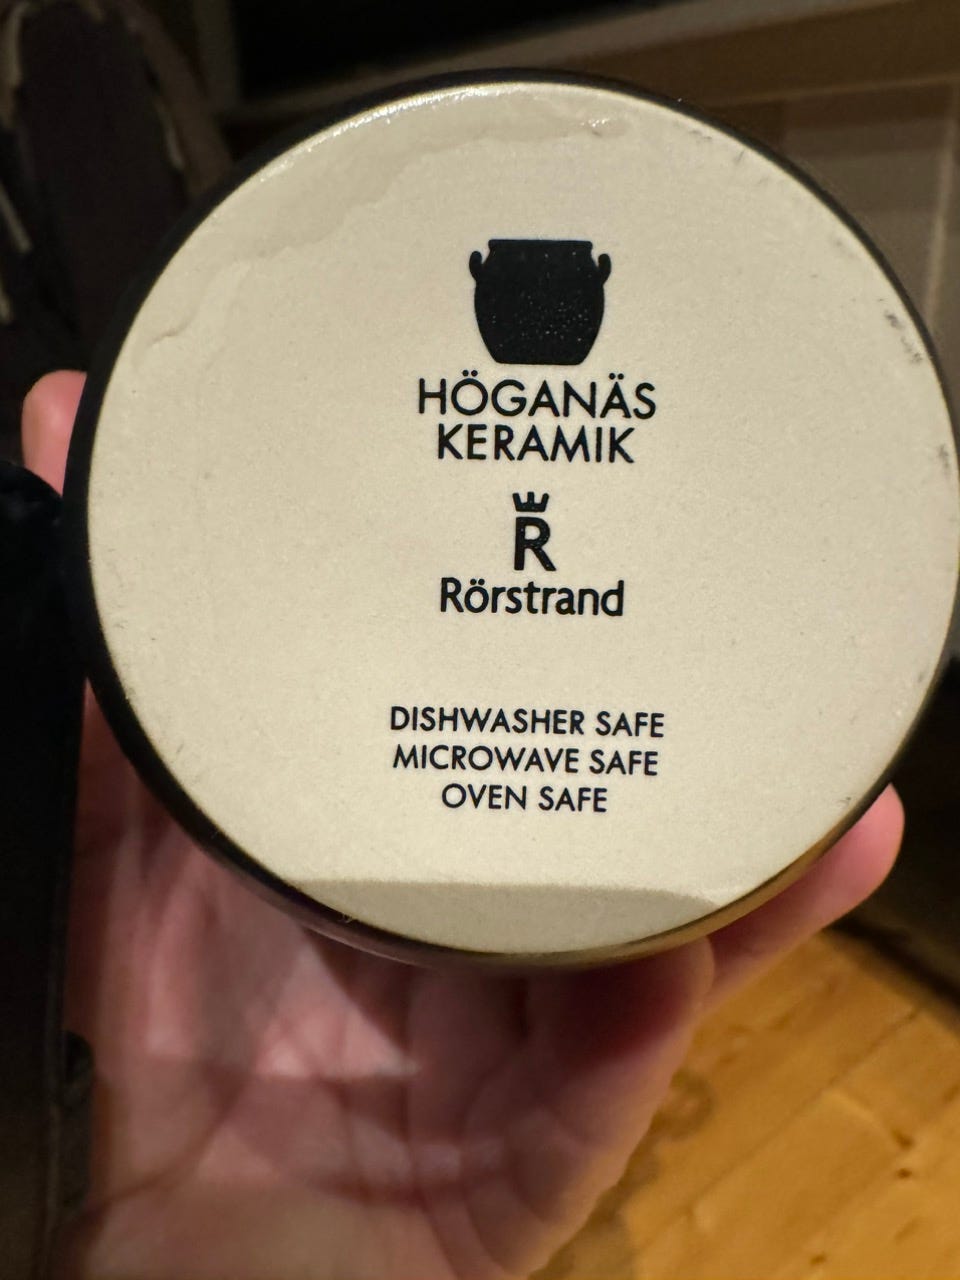 HÖGANÄS
KERAMIK
R
Rörstrand
DISHWASHER SAFE
MICROWAVE SAFE
OVEN SAFE